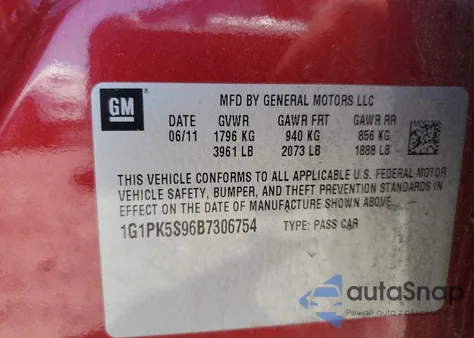 GM
MFD BY GENERAL MOTORS LLC
DATE GVWR GAWR FRT GAWR RR
06/11 1796 KG 940 KG 856 KG
3961 LB 2073 LB 1888 LB
THIS VEHICLE CONFORMS TO ALL APPLICABLE U.S. FEDERAL MOTOR
VEHICLE SAFETY, BUMPER, AND THEFT PREVENTION STANDARDS IN
EFFECT ON THE DATE OF MANUFACTURE SHOWN ABOVE.
1G1PK5S96B7306754 TYPE: PASS CAR
autoSnap
Pewne auto z